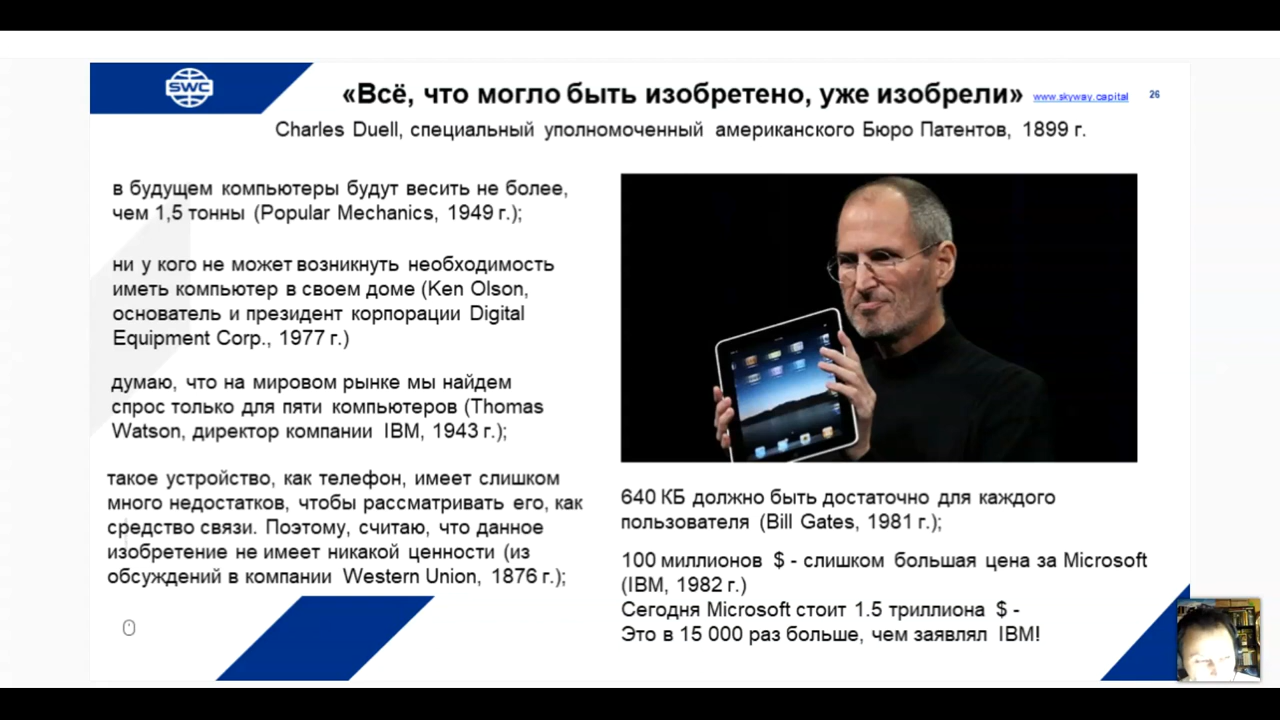 SWC
«Всё, что могло быть изобретено, уже изобрели»
www.skyway.capital
26
Charles Duell, специальный уполномоченный американского Бюро Патентов, 1899 г.
в будущем компьютеры будут весить не более,
чем 1,5 тонны (Popular Mechanics, 1949 г.);
ни у кого не может возникнуть необходимость
иметь компьютер в своем доме (Ken Olson,
основатель и президент корпорации Digital
Equipment Corp., 1977 г.)
думаю, что на мировом рынке мы найдем
спрос только для пяти компьютеров (Thomas
Watson, директор компании IBM, 1943 г.);
такое устройство, как телефон, имеет слишком
много недостатков, чтобы рассматривать его, как
средство связи. Поэтому, считаю, что данное
изобретение не имеет никакой ценности (из
обсуждений в компании Western Union, 1876 г.);
640 КБ должно быть достаточно для каждого
пользователя (Bill Gates, 1981 г.);
100 миллионов $ - слишком большая цена за Microsoft
(IBM, 1982 г.)
Сегодня Microsoft стоит 1.5 триллиона $ -
Это в 15 000 раз больше, чем заявлял IBM!